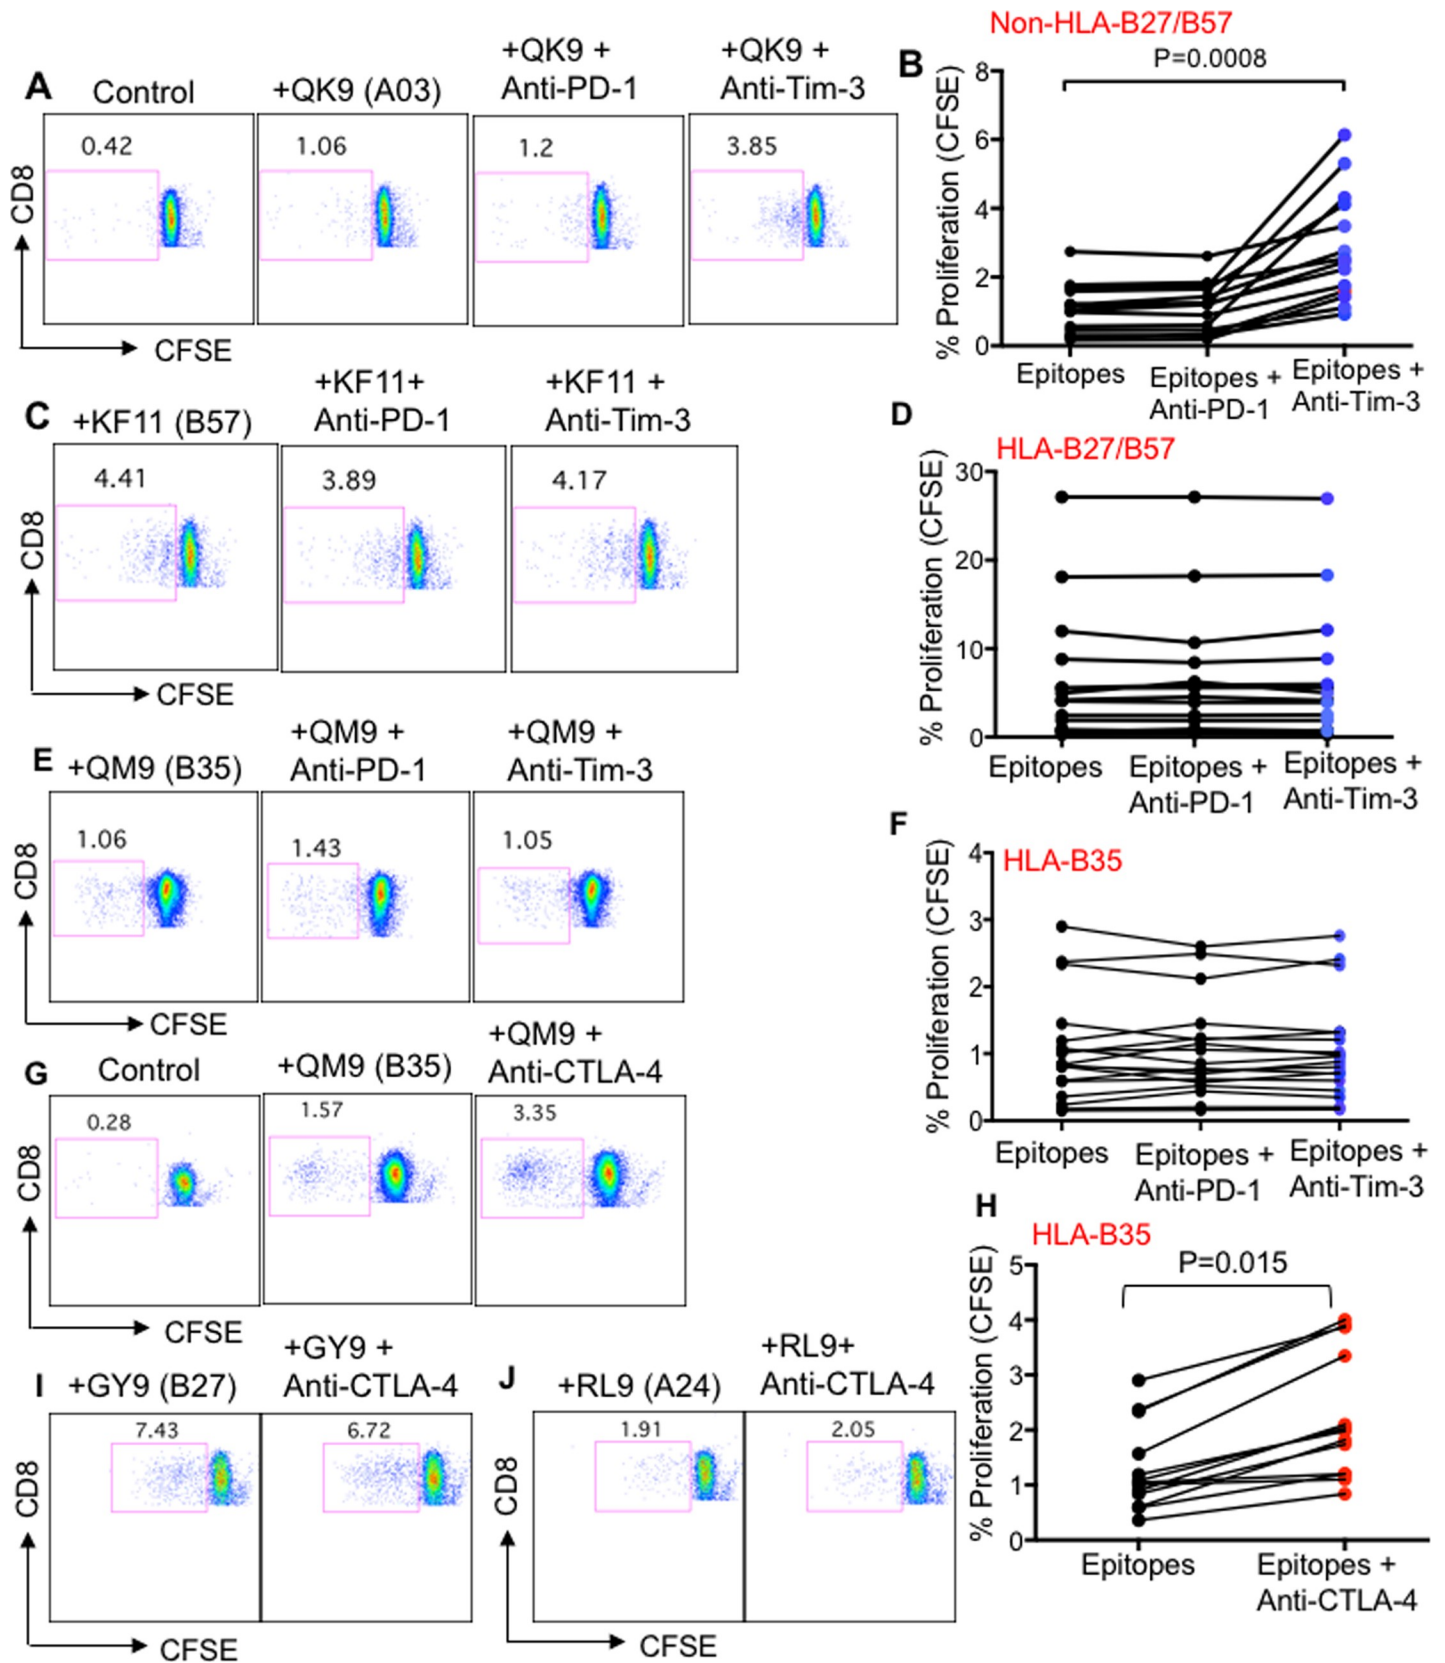 A
Control
+QK9 (A03)
+QK9 +
Anti-PD-1
+QK9 +
Anti-Tim-3
0.42
1.06
1.2
3.85
CD8
CFSE
B
Non-HLA-B27/B57
P=0.0008
% Proliferation (CFSE)
8
6
4
2
0
Epitopes
Epitopes +
Anti-PD-1
Epitopes +
Anti-Tim-3
C
+KF11 (B57)
+KF11+
Anti-PD-1
+KF11 +
Anti-Tim-3
4.41
3.89
4.17
CD8
CFSE
D
HLA-B27/B57
% Proliferation (CFSE)
30
20
10
0
Epitopes
Epitopes +
Anti-PD-1
Epitopes +
Anti-Tim-3
E
+QM9 (B35)
+QM9 +
Anti-PD-1
+QM9 +
Anti-Tim-3
1.06
1.43
1.05
CD8
CFSE
F
HLA-B35
% Proliferation (CFSE)
4
3
2
1
0
Epitopes
Epitopes +
Anti-PD-1
Epitopes +
Anti-Tim-3
G
Control
+QM9 (B35)
+QM9 +
Anti-CTLA-4
0.28
1.57
3.35
CD8
CFSE
H
HLA-B35
P=0.015
% Proliferation (CFSE)
5
4
3
2
1
0
Epitopes
Epitopes +
Anti-CTLA-4
I
+GY9 (B27)
+GY9 +
Anti-CTLA-4
7.43
6.72
CD8
CFSE
J
+RL9 (A24)
+RL9+
Anti-CTLA-4
1.91
2.05
CD8
CFSE